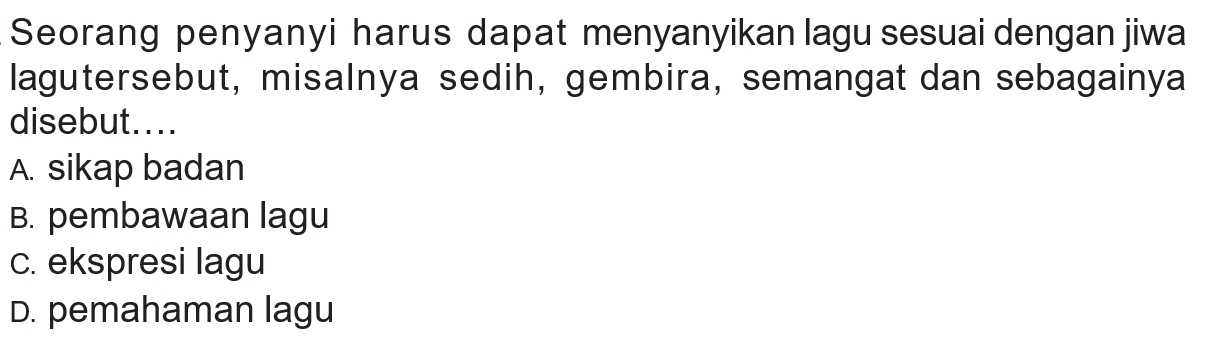 Seorang penyanyi harus dapat menyanyikan lagu sesuai dengan jiwa
lagutersebut, misalnya sedih, gembira, semangat dan sebagainya
disebut....
A. sikap badan
B. pembawaan lagu
C. ekspresi lagu
D. pemahaman lagu